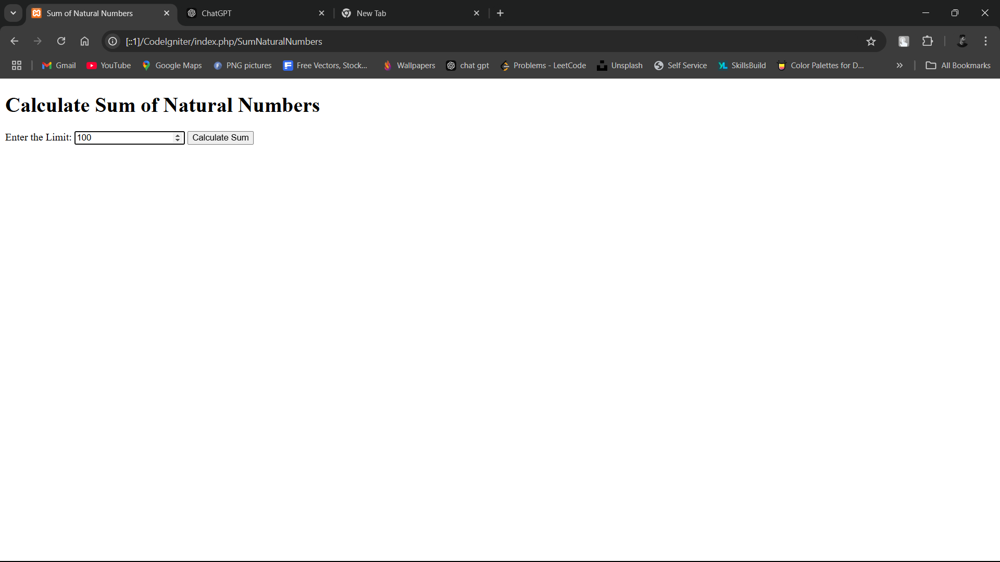 Sum of Natural Numbers
ChatGPT
New Tab
[::1]/CodeIgniter/index.php/SumNaturalNumbers
Gmail YouTube Google Maps PNG pictures Free Vectors, Stock... Wallpapers chat gpt Problems - LeetCode Unsplash Self Service SkillsBuild Color Palettes for D... All Bookmarks
Calculate Sum of Natural Numbers
Enter the Limit: 100 Calculate Sum